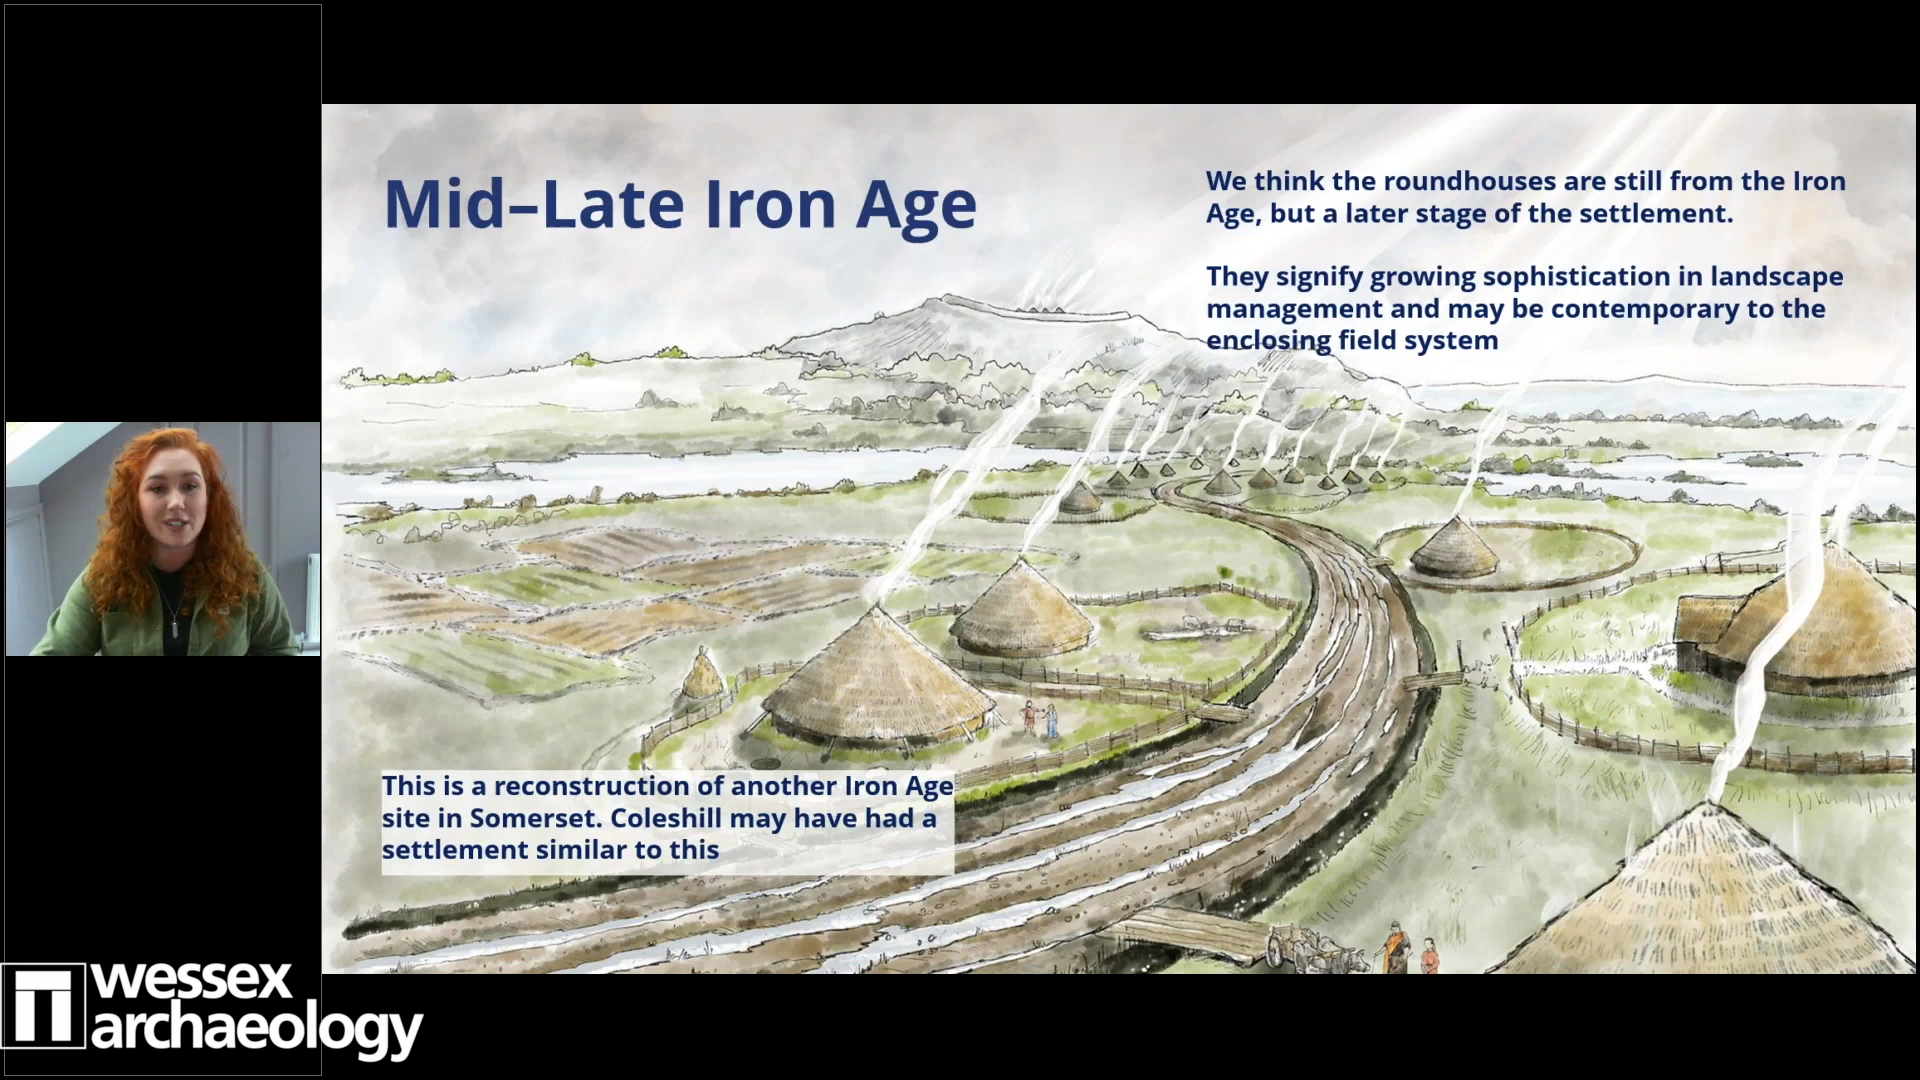 Mid–Late Iron Age
We think the roundhouses are still from the Iron
Age, but a later stage of the settlement.
They signify growing sophistication in landscape
management and may be contemporary to the
enclosing field system
This is a reconstruction of another Iron Age
site in Somerset. Coleshill may have had a
settlement similar to this
wessex
archaeology